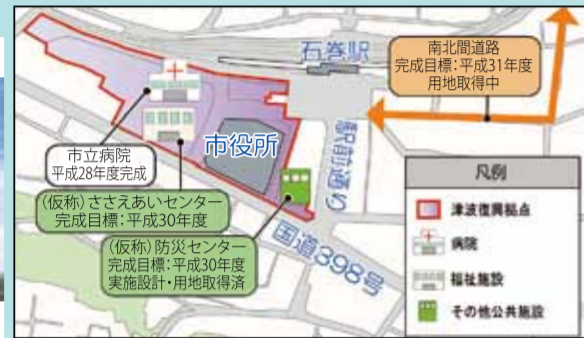 石巻駅
南北間道路
完成目標：平成31年度
用地取得中
市立病院
平成28年度完成
市役所
駅前通り
(仮称)ささえあいセンター
完成目標：平成30年度
(仮称)防災センター
完成目標：平成30年度
実施設計・用地取得済
国道398号
凡例
津波復興拠点
病院
福祉施設
その他公共施設